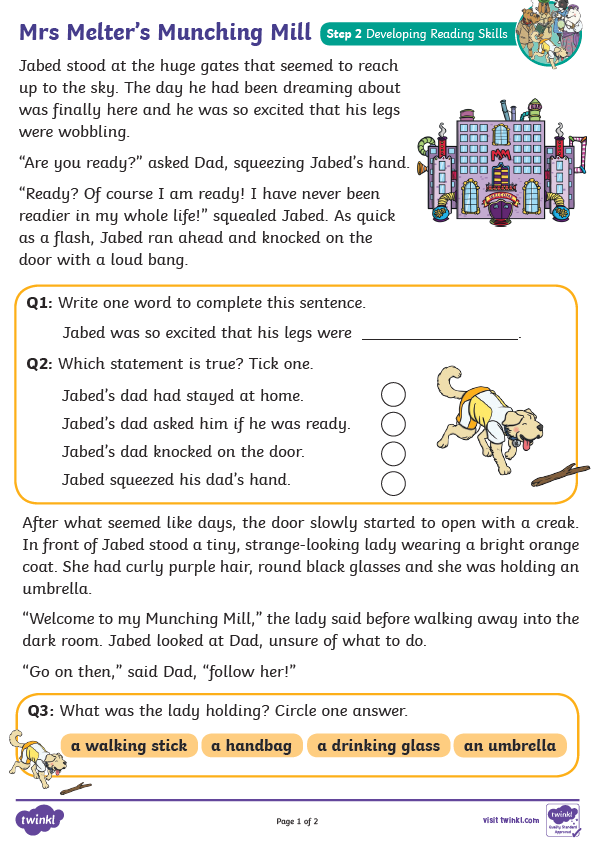 Mrs Melter's Munching Mill
Step 2 Developing Reading Skills
Jabed stood at the huge gates that seemed to reach
up to the sky. The day he had been dreaming about
was finally here and he was so excited that his legs
were wobbling.
“Are you ready?” asked Dad, squeezing Jabed's hand.
“Ready? Of course I am ready! I have never been
readier in my whole life!” squealed Jabed. As quick
as a flash, Jabed ran ahead and knocked on the
door with a loud bang.
MM
Q1: Write one word to complete this sentence.
Jabed was so excited that his legs were ____________________.
Q2: Which statement is true? Tick one.
Jabed's dad had stayed at home.
Jabed's dad asked him if he was ready.
Jabed's dad knocked on the door.
Jabed squeezed his dad's hand.
After what seemed like days, the door slowly started to open with a creak.
In front of Jabed stood a tiny, strange-looking lady wearing a bright orange
coat. She had curly purple hair, round black glasses and she was holding an
umbrella.
“Welcome to my Munching Mill,” the lady said before walking away into the
dark room. Jabed looked at Dad, unsure of what to do.
“Go on then,” said Dad, “follow her!”
Q3: What was the lady holding? Circle one answer.
a walking stick a handbag a drinking glass an umbrella
twinkl
Page 1 of 2
visit twinkl.com
twinkl
Quality Standard
Approved